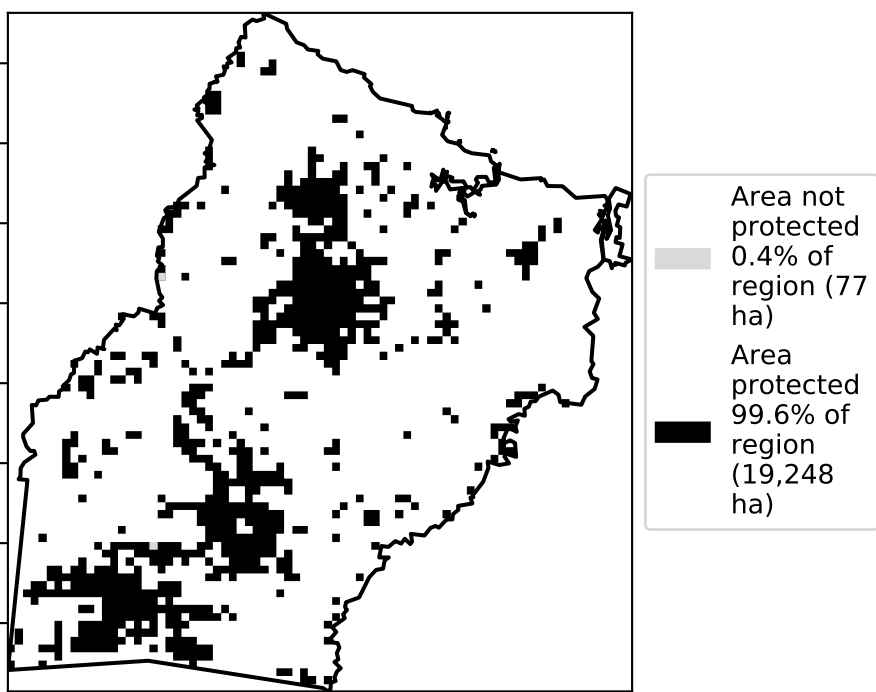 Area not
protected
0.4% of
region (77
ha)
Area
protected
99.6% of
region
(19,248
ha)